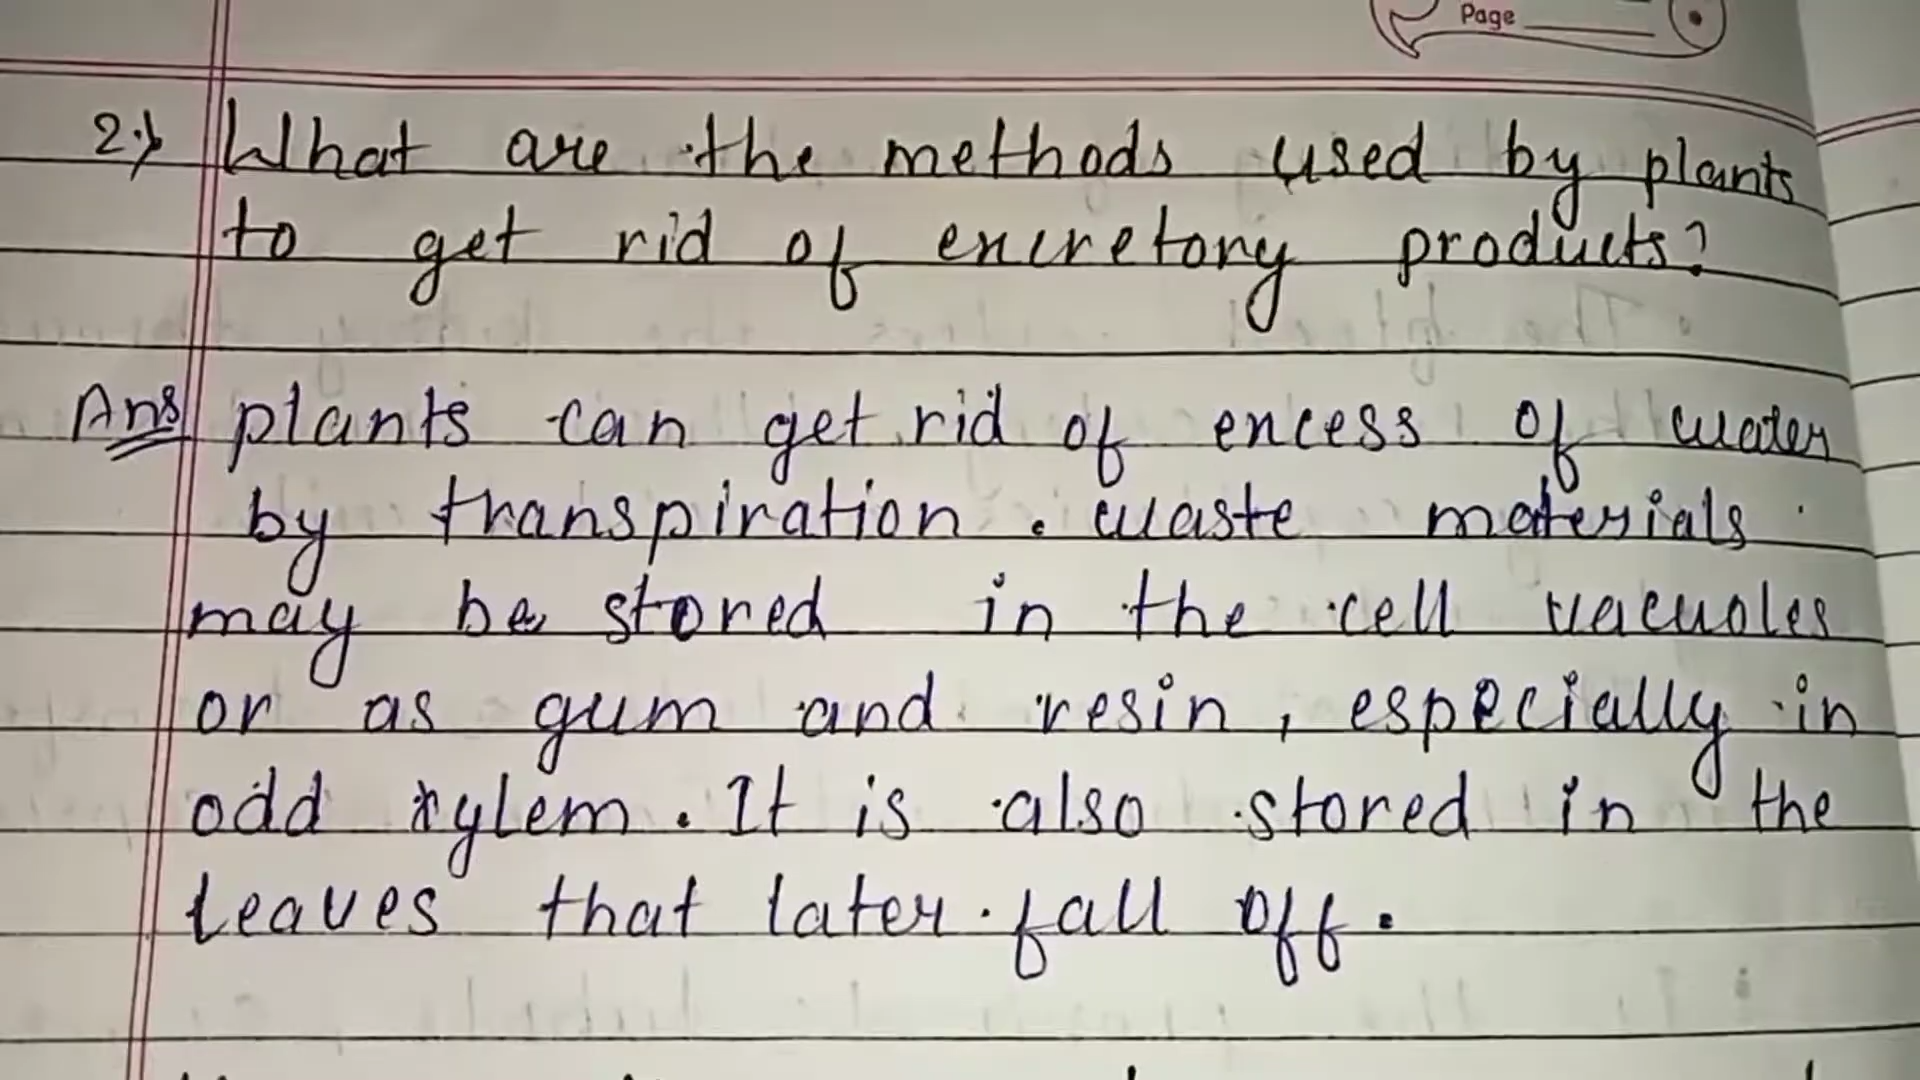 Page
2.} What are the methods used by plants
to get rid of excretory products?
Ans plants can get rid of excess of water
by transpiration. waste materials
may be stored in the cell vacuoles
or as gum and resin, especially in
odd xylem. It is also stored in the
leaves that later fall off.